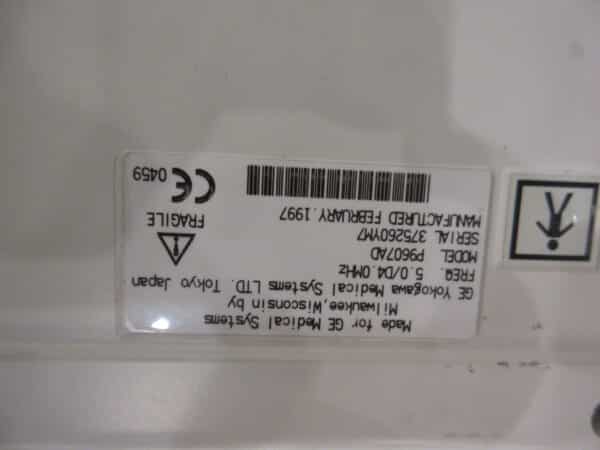 Made for GE Medical Systems
Milwaukee, Wisconsin by
GE Yokogawa Medical Systems LTD. Tokyo Japan
FREQ. 5.0/D4.0MHz
MODEL P9607AD
SERIAL 375260YM7
MANUFACTURED FEBRUARY.1997
FRAGILE
CE 0459